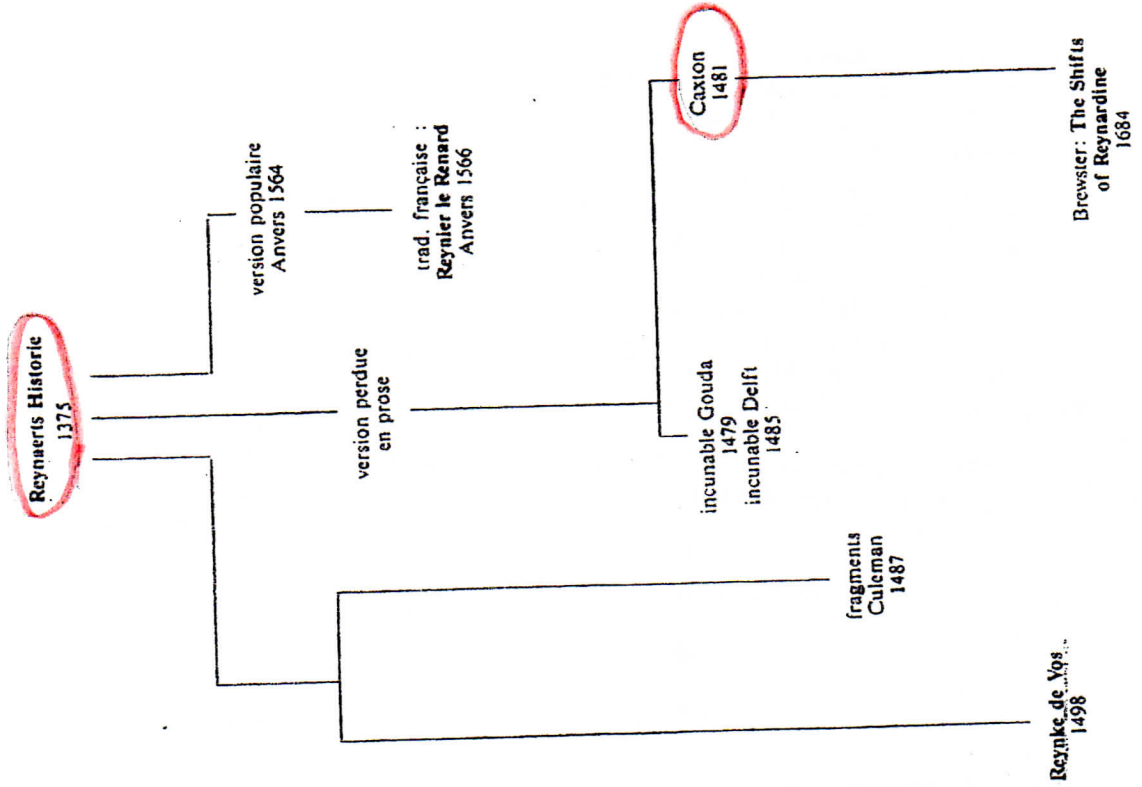 Reynaerts Historie
1375
version populaire
Anvers 1564
trad. française :
Reynier le Renard
Anvers 1566
version perdue
en prose
Caxton
1481
incunable Gouda
1479
incunable Delft
1485
fragments
Culeman
1487
Reynke de Vos
1498
Brewster: The Shifts
of Reynardine
1684